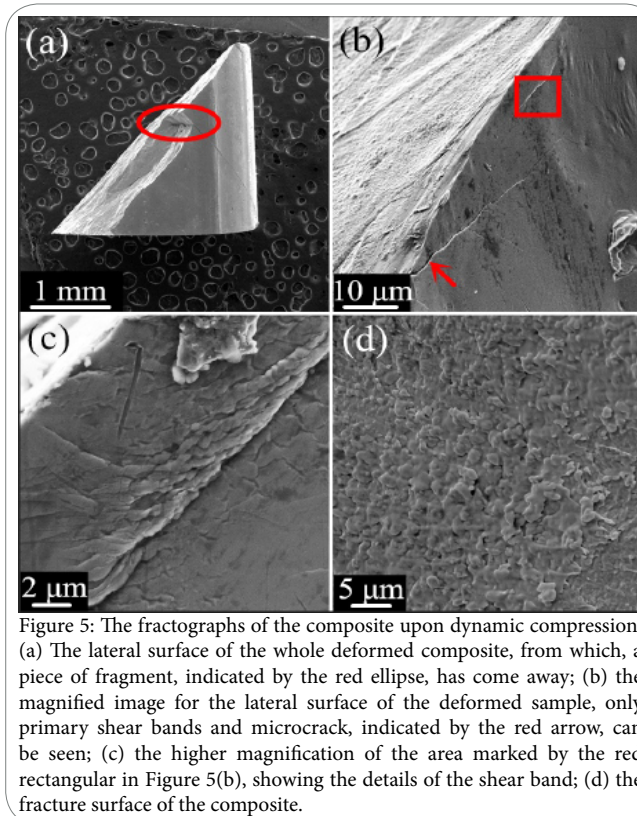 (a)
(b)
1 mm
10 μm
(c)
(d)
2 μm
5 μm
Figure 5: The fractographs of the composite upon dynamic compression
(a) The lateral surface of the whole deformed composite, from which, a
piece of fragment, indicated by the red ellipse, has come away; (b) the
magnified image for the lateral surface of the deformed sample, only
primary shear bands and microcrack, indicated by the red arrow, can
be seen; (c) the higher magnification of the area marked by the red
rectangular in Figure 5(b), showing the details of the shear band; (d) the
fracture surface of the composite.